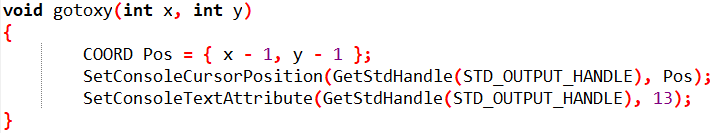 void gotoxy(int x, int y)
{
COORD Pos = { x - 1, y - 1 };
SetConsoleCursorPosition(GetStdHandle(STD_OUTPUT_HANDLE), Pos);
SetConsoleTextAttribute(GetStdHandle(STD_OUTPUT_HANDLE), 13);
}